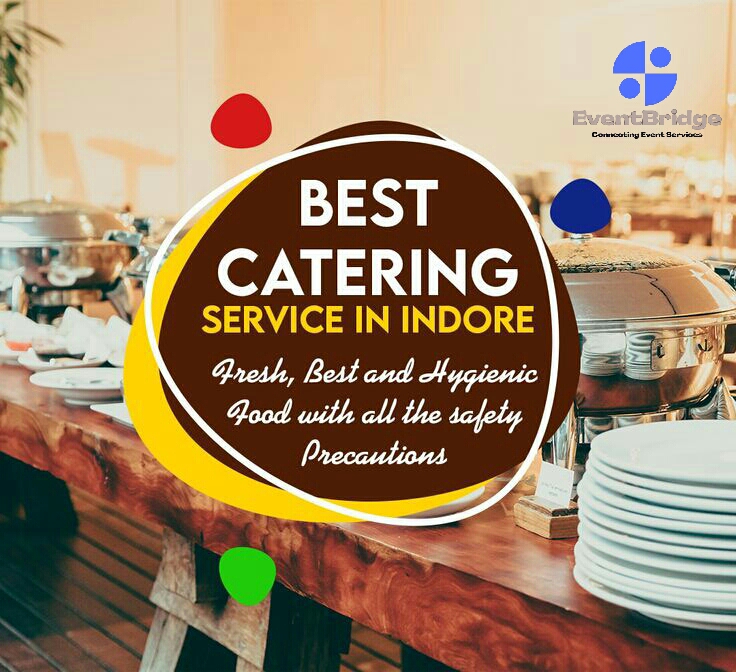 EventBridge
Connecting Event Services
BEST
CATERING
SERVICE IN INDORE
Fresh, Best and Hygienic
Food with all the safety
Precautions